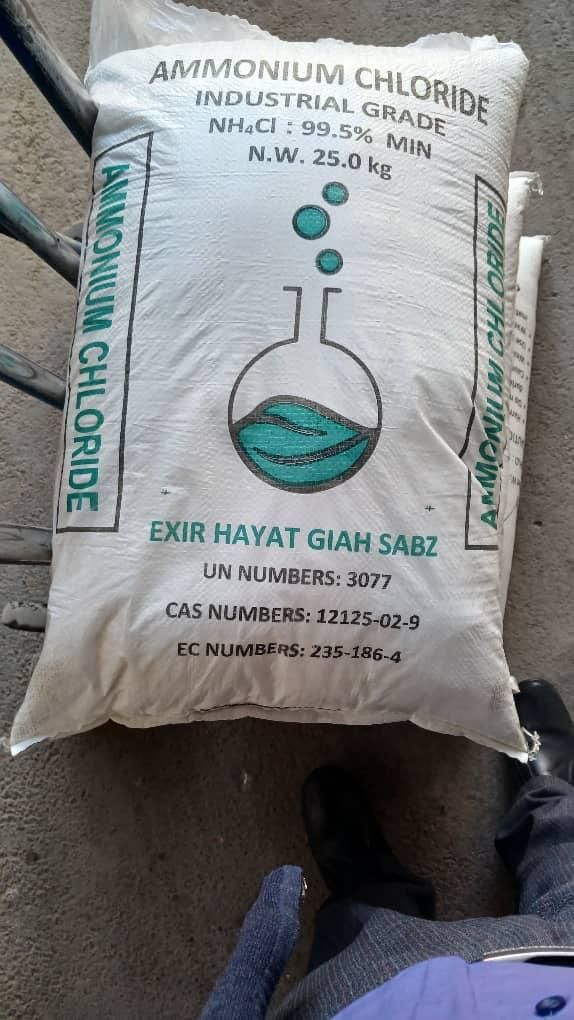 AMMONIUM CHLORIDE
INDUSTRIAL GRADE
NH₄Cl : 99.5% MIN
N.W. 25.0 kg
AMMONIUM CHLORIDE
AMMONIUM CHLORIDE
EXIR HAYAT GIAH SABZ
UN NUMBERS: 3077
CAS NUMBERS: 12125-02-9
EC NUMBERS: 235-186-4